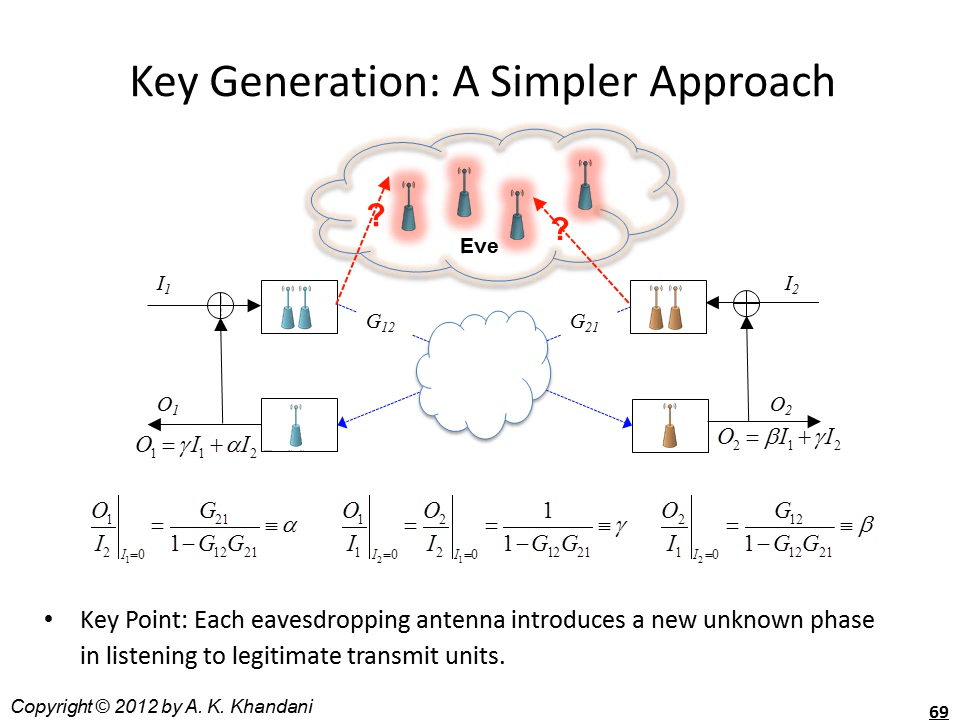 Key Generation: A Simpler Approach
? ?
Eve
I1 I2
G12 G21
O1 O2
O1 = γI1 + αI2 O2 = βI1 + γI2
O1/I2|I1=0 = G21/(1−G12G21) ≡ α O1/I1|I2=0 = O2/I2|I1=0 = 1/(1−G12G21) ≡ γ O2/I1|I2=0 = G12/(1−G12G21) ≡ β
• Key Point: Each eavesdropping antenna introduces a new unknown phase
in listening to legitimate transmit units.
Copyright © 2012 by A. K. Khandani 69